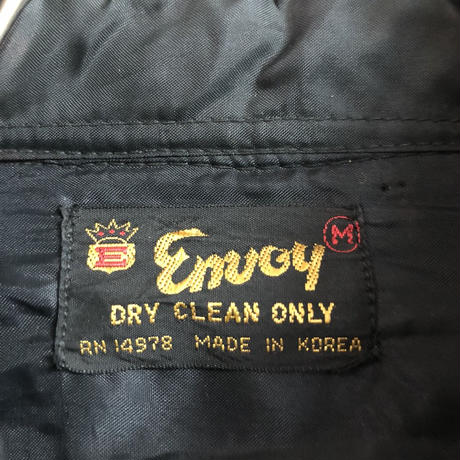 E Envoy M
DRY CLEAN ONLY
RN 14978 MADE IN KOREA